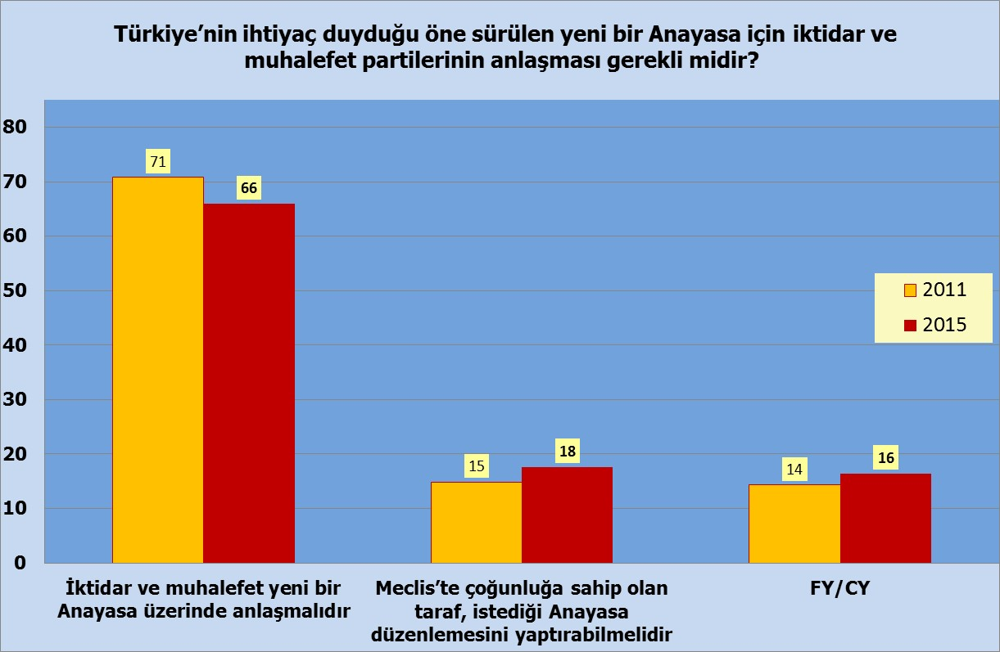 Türkiye’nin ihtiyaç duyduğu öne sürülen yeni bir Anayasa için iktidar ve
muhalefet partilerinin anlaşması gerekli midir?
80
70
60
50
40
30
20
10
0
71
66
15
18
14
16
2011
2015
İktidar ve muhalefet yeni bir
Anayasa üzerinde anlaşmalıdır
Meclis’te çoğunluğa sahip olan
taraf, istediği Anayasa
düzenlemesini yaptırabilmelidir
FY/CY